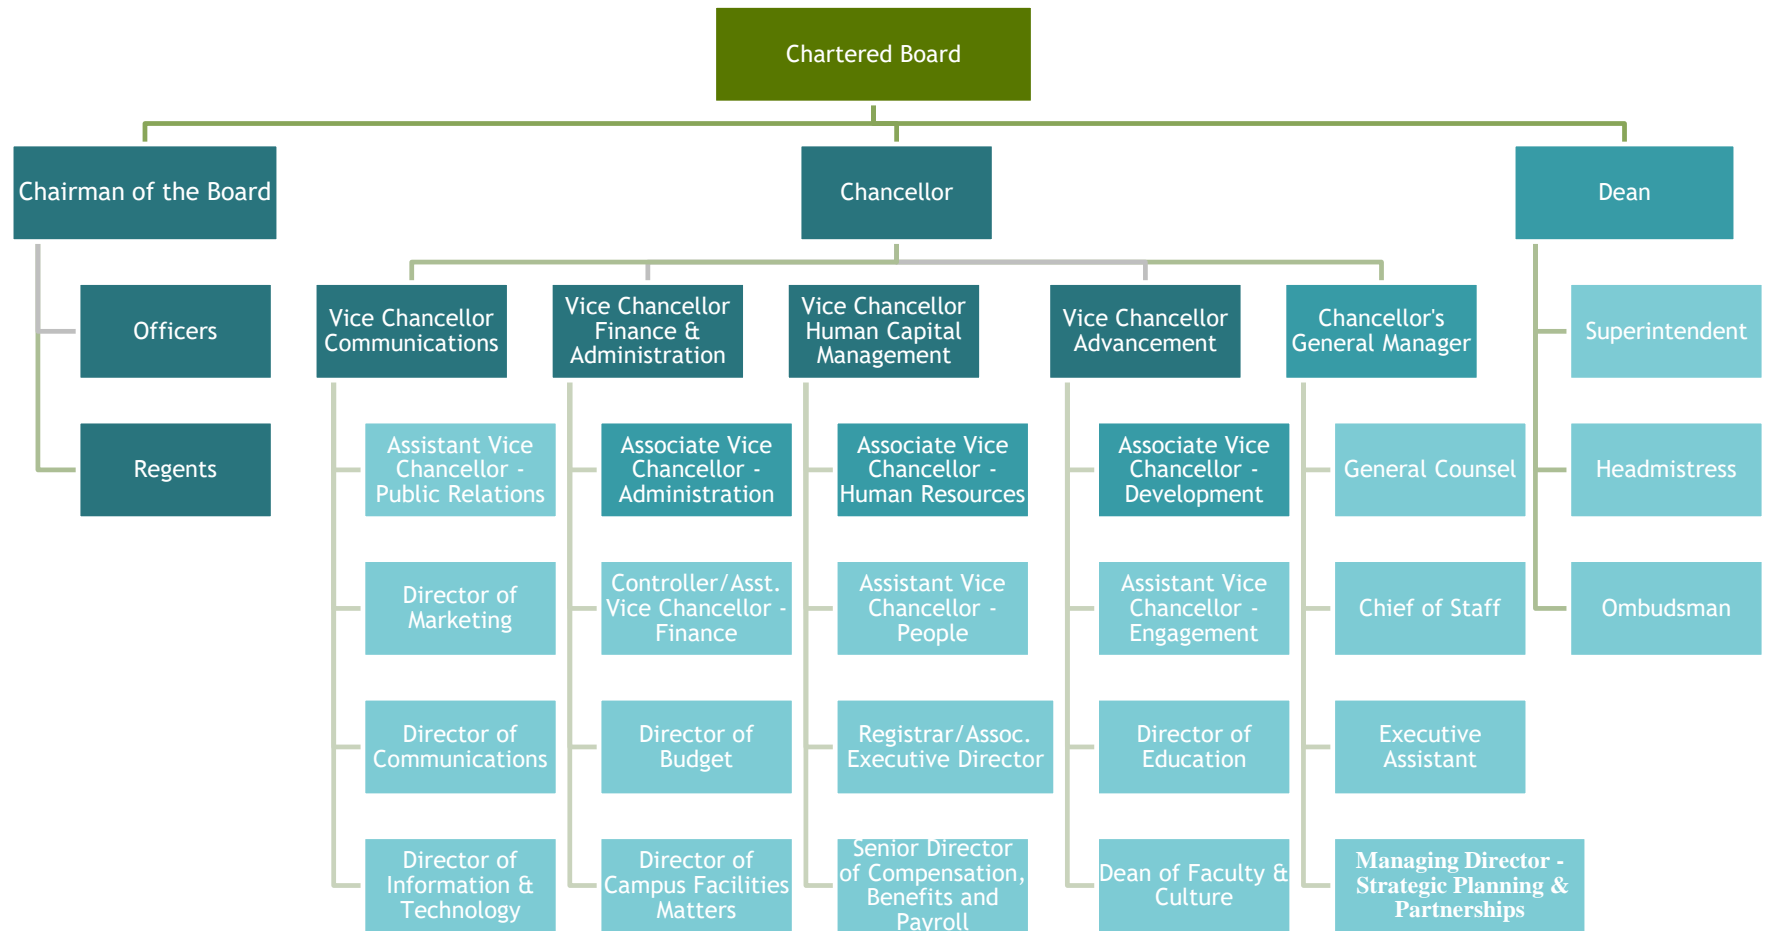 Chartered Board
Chairman of the Board
Chancellor
Dean
Officers
Regents
Vice Chancellor
Communications
Vice Chancellor
Finance &
Administration
Vice Chancellor
Human Capital
Management
Vice Chancellor
Advancement
Chancellor's
General Manager
Superintendent
Headmistress
Ombudsman
Assistant Vice
Chancellor -
Public Relations
Director of
Marketing
Director of
Communications
Director of
Information &
Technology
Associate Vice
Chancellor -
Administration
Controller/Asst.
Vice Chancellor -
Finance
Director of
Budget
Director of
Campus Facilities
Matters
Associate Vice
Chancellor -
Human Resources
Assistant Vice
Chancellor -
People
Registrar/Assoc.
Executive Director
Senior Director
of Compensation,
Benefits and
Payroll
Associate Vice
Chancellor -
Development
Assistant Vice
Chancellor -
Engagement
Director of
Education
Dean of Faculty &
Culture
General Counsel
Chief of Staff
Executive
Assistant
Managing Director -
Strategic Planning &
Partnerships